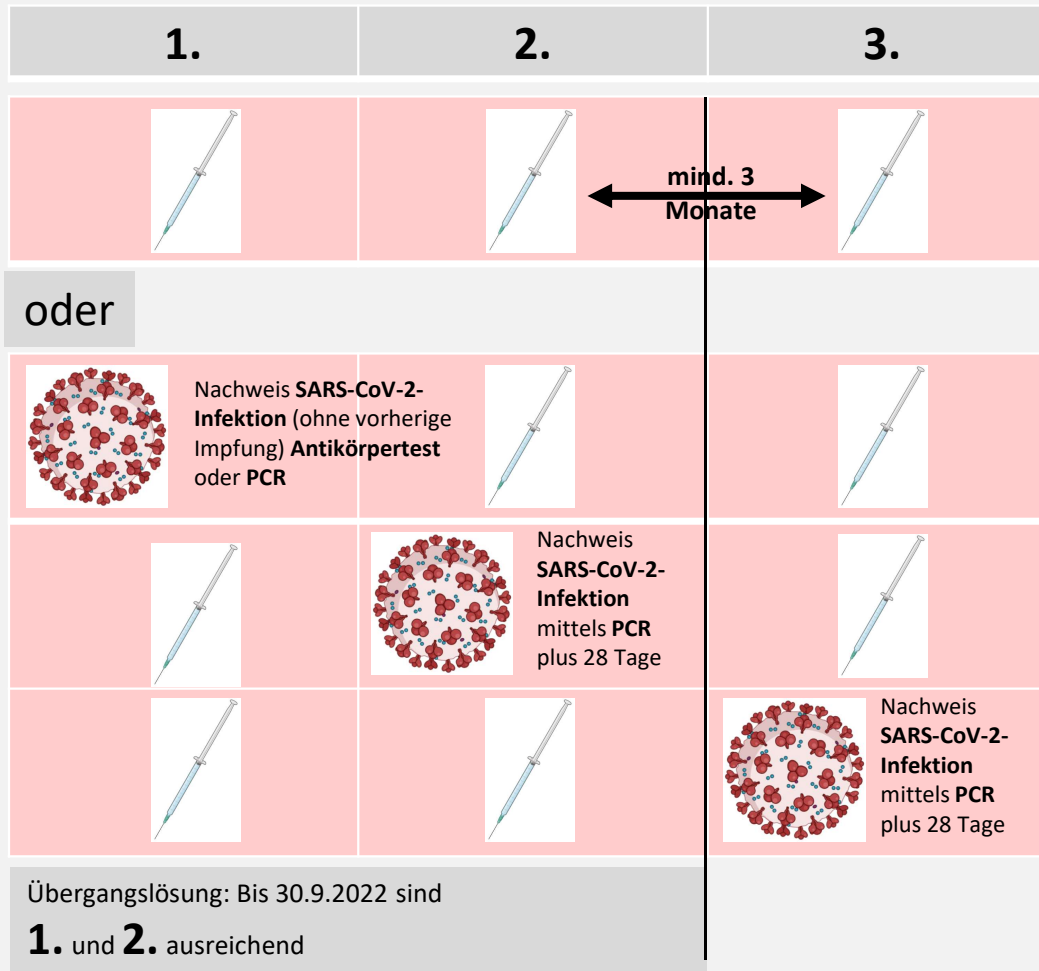 1.
2.
3.
mind. 3
Monate
oder
Nachweis SARS-CoV-2-
Infektion (ohne vorherige
Impfung) Antikörpertest
oder PCR
Nachweis
SARS-CoV-2-
Infektion
mittels PCR
plus 28 Tage
Nachweis
SARS-CoV-2-
Infektion
mittels PCR
plus 28 Tage
Übergangslösung: Bis 30.9.2022 sind
1. und 2. ausreichend